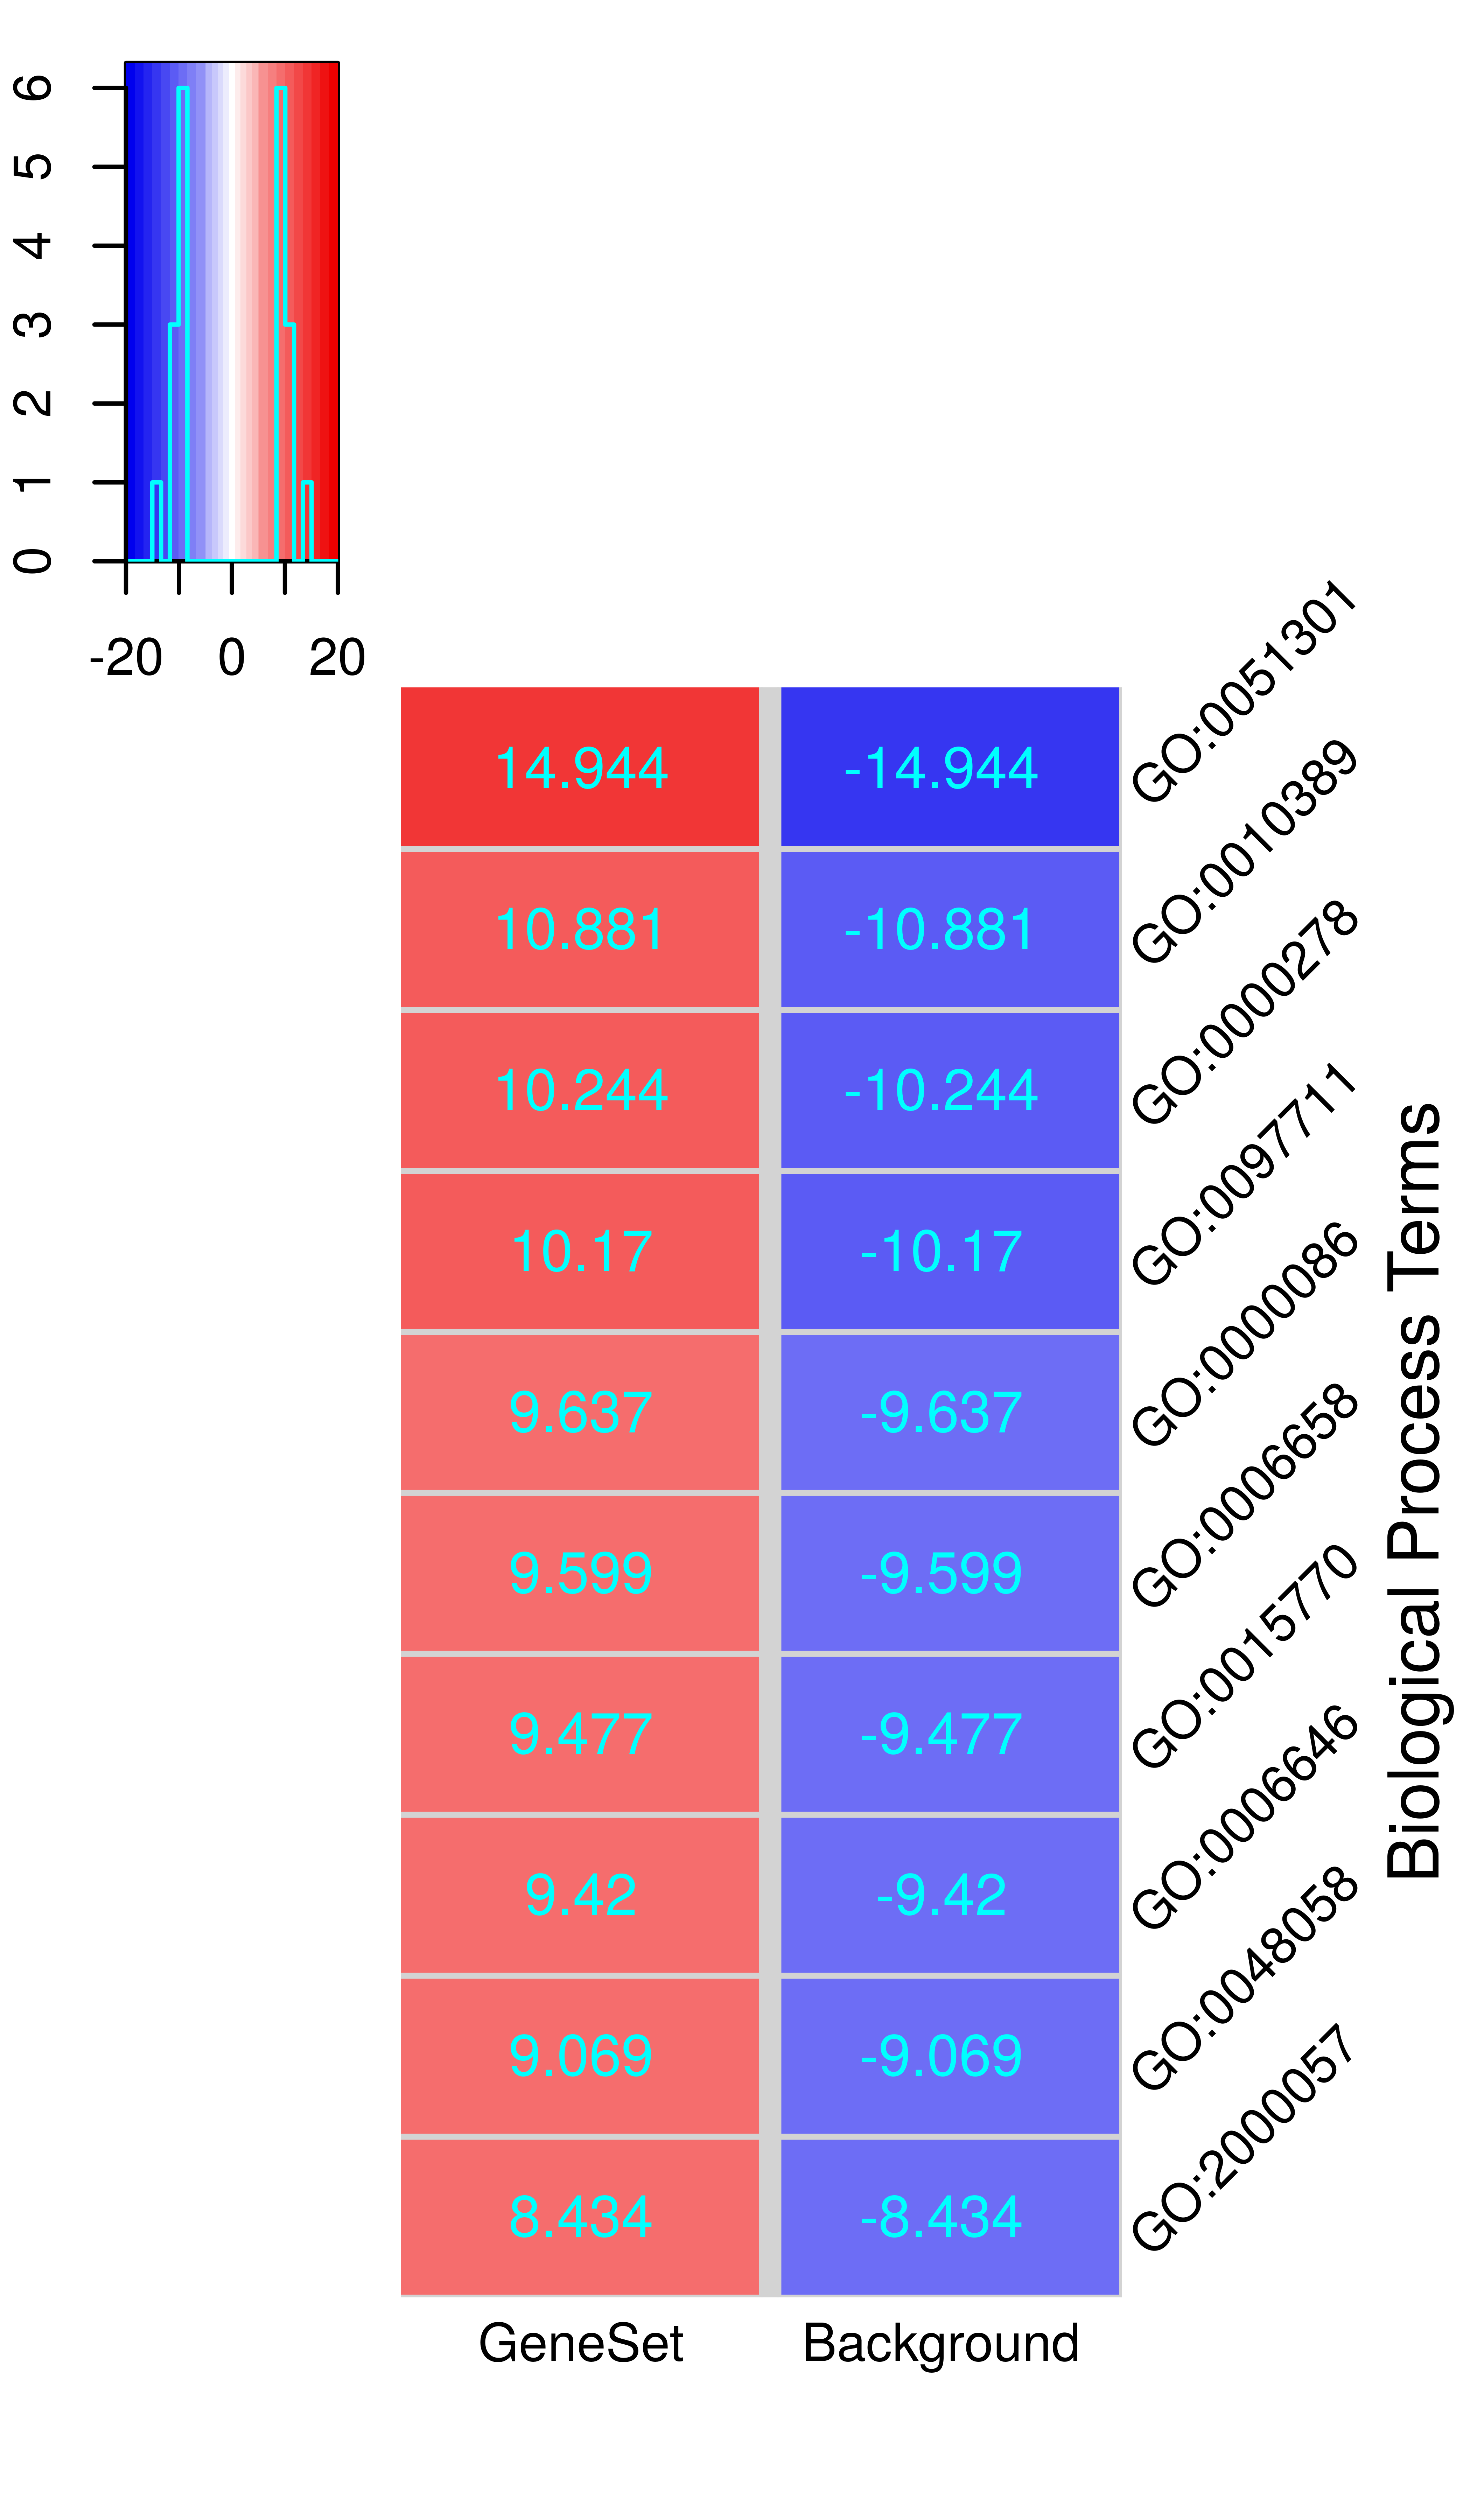 6
5
4
3
2
1
0
-20 0 20
14.944 -14.944 GO:0051301
10.881 -10.881 GO:0010389
10.244 -10.244 GO:0000278
10.17 -10.17 GO:0009771 1
9.637 -9.637 GO:0000086
9.599 -9.599 GO:0006658
9.477 -9.477 GO:0015770
9.42 -9.42 GO:0006646
9.069 -9.069 GO:0048058
8.434 -8.434 GO:2000057
Biological Process Terms
GeneSet Background